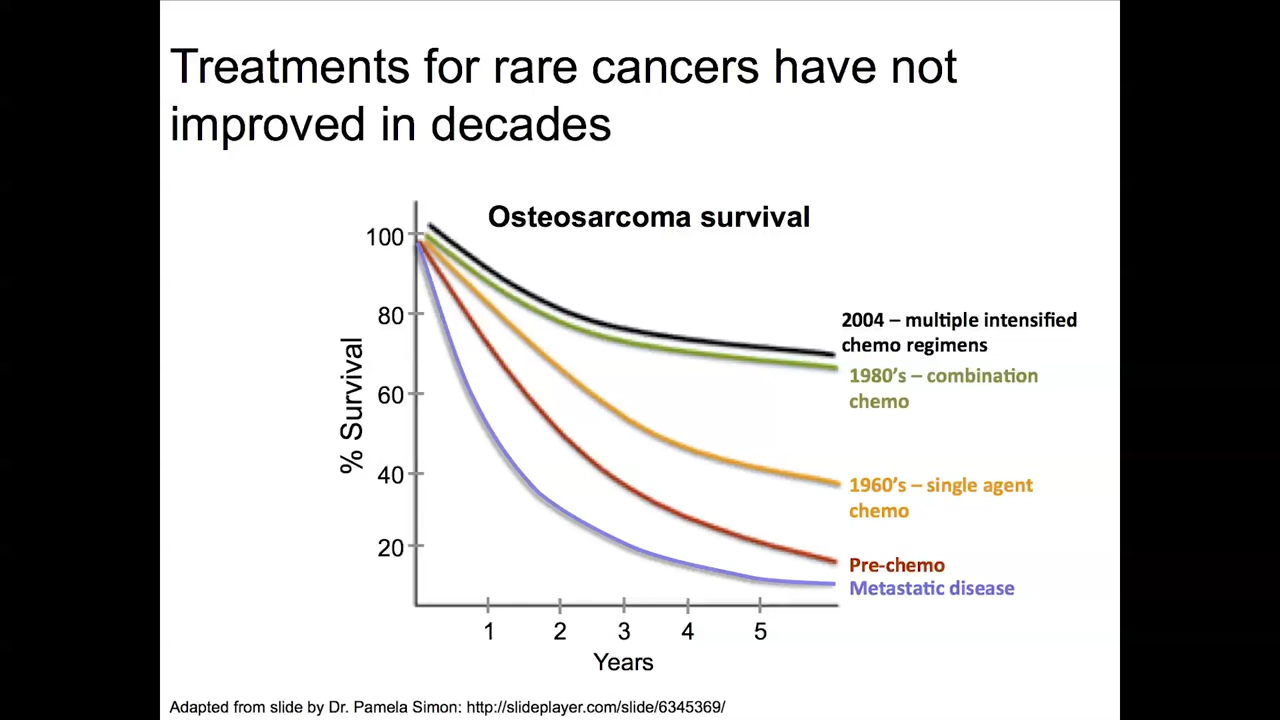 Treatments for rare cancers have not
improved in decades
Osteosarcoma survival
100
80
60
40
20
% Survival
2004 – multiple intensified
chemo regimens
1980's – combination
chemo
1960's – single agent
chemo
Pre-chemo
Metastatic disease
1 2 3 4 5
Years
Adapted from slide by Dr. Pamela Simon: http://slideplayer.com/slide/6345369/